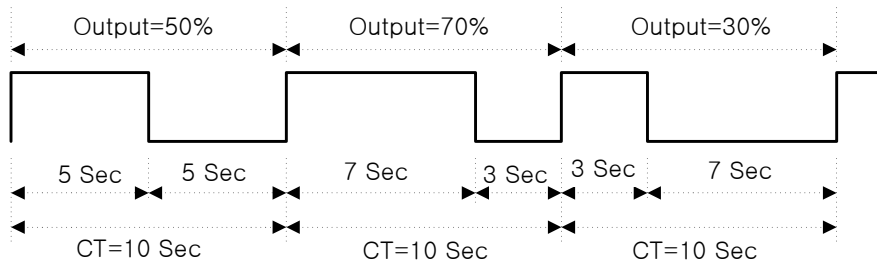 Output=50% Output=70% Output=30%
5 Sec 5 Sec 7 Sec 3 Sec 3 Sec 7 Sec
CT=10 Sec CT=10 Sec CT=10 Sec